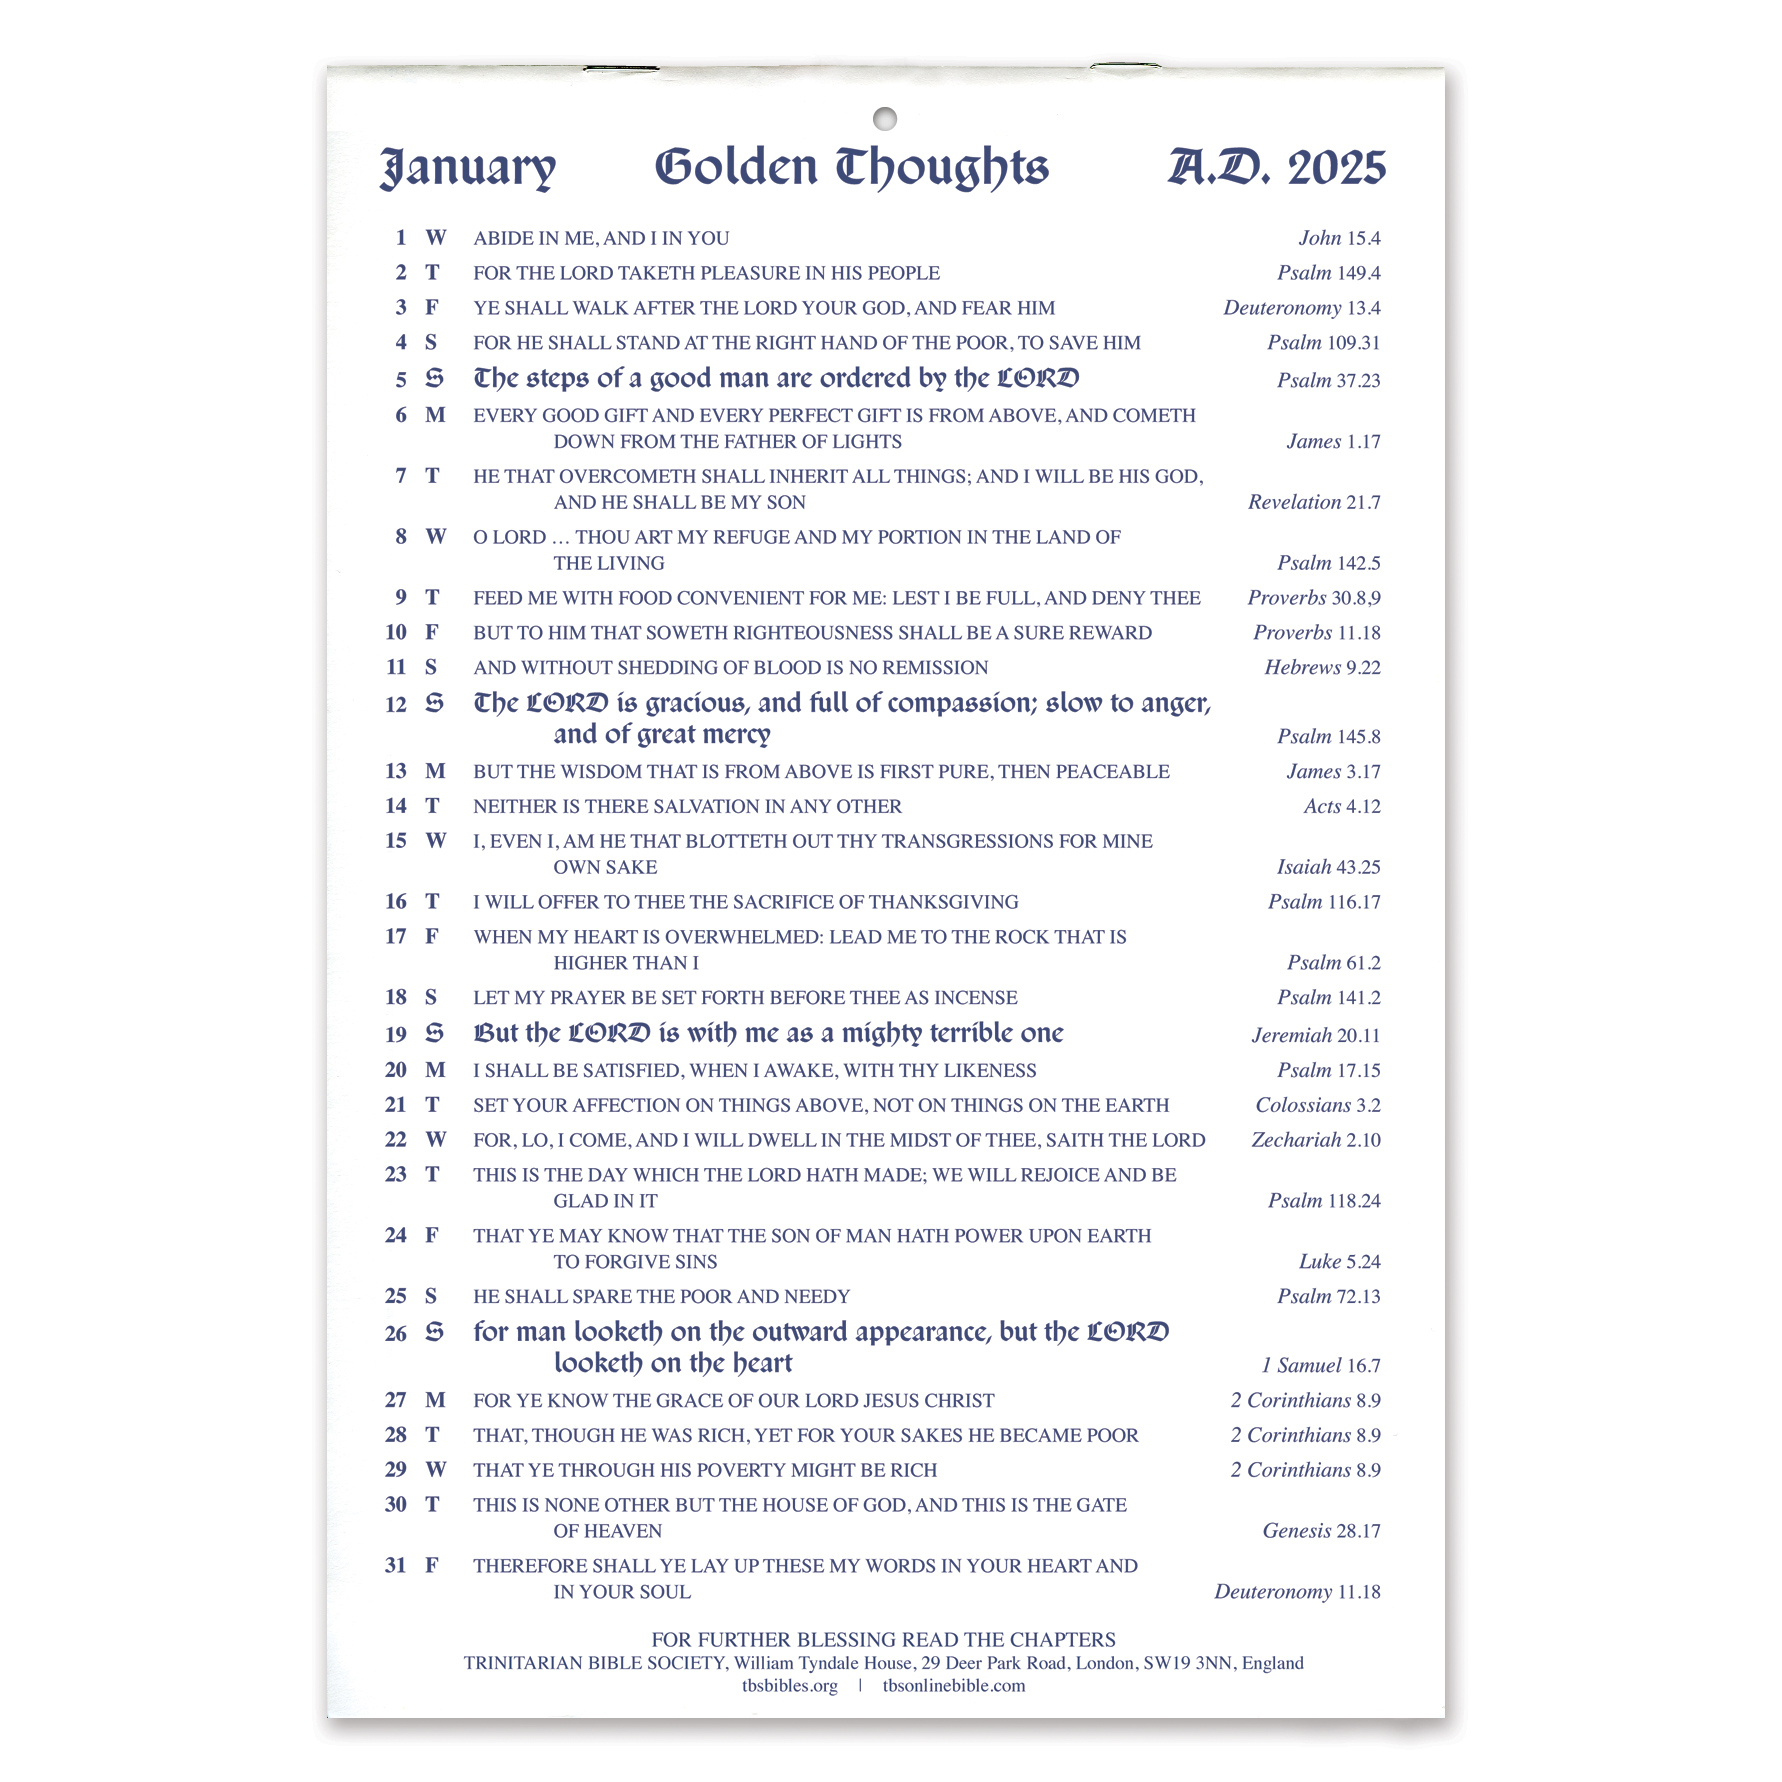 January Golden Thoughts A.D. 2025
1 W ABIDE IN ME, AND I IN YOU John 15.4
2 T FOR THE LORD TAKETH PLEASURE IN HIS PEOPLE Psalm 149.4
3 F YE SHALL WALK AFTER THE LORD YOUR GOD, AND FEAR HIM Deuteronomy 13.4
4 S FOR HE SHALL STAND AT THE RIGHT HAND OF THE POOR, TO SAVE HIM Psalm 109.31
5 S The steps of a good man are ordered by the LORD Psalm 37.23
6 M EVERY GOOD GIFT AND EVERY PERFECT GIFT IS FROM ABOVE, AND COMETH
DOWN FROM THE FATHER OF LIGHTS James 1.17
7 T HE THAT OVERCOMETH SHALL INHERIT ALL THINGS; AND I WILL BE HIS GOD,
AND HE SHALL BE MY SON Revelation 21.7
8 W O LORD … THOU ART MY REFUGE AND MY PORTION IN THE LAND OF
THE LIVING Psalm 142.5
9 T FEED ME WITH FOOD CONVENIENT FOR ME: LEST I BE FULL, AND DENY THEE Proverbs 30.8,9
10 F BUT TO HIM THAT SOWETH RIGHTEOUSNESS SHALL BE A SURE REWARD Proverbs 11.18
11 S AND WITHOUT SHEDDING OF BLOOD IS NO REMISSION Hebrews 9.22
12 S The LORD is gracious, and full of compassion; slow to anger,
and of great mercy Psalm 145.8
13 M BUT THE WISDOM THAT IS FROM ABOVE IS FIRST PURE, THEN PEACEABLE James 3.17
14 T NEITHER IS THERE SALVATION IN ANY OTHER Acts 4.12
15 W I, EVEN I, AM HE THAT BLOTTETH OUT THY TRANSGRESSIONS FOR MINE
OWN SAKE Isaiah 43.25
16 T I WILL OFFER TO THEE THE SACRIFICE OF THANKSGIVING Psalm 116.17
17 F WHEN MY HEART IS OVERWHELMED: LEAD ME TO THE ROCK THAT IS
HIGHER THAN I Psalm 61.2
18 S LET MY PRAYER BE SET FORTH BEFORE THEE AS INCENSE Psalm 141.2
19 S But the LORD is with me as a mighty terrible one Jeremiah 20.11
20 M I SHALL BE SATISFIED, WHEN I AWAKE, WITH THY LIKENESS Psalm 17.15
21 T SET YOUR AFFECTION ON THINGS ABOVE, NOT ON THINGS ON THE EARTH Colossians 3.2
22 W FOR, LO, I COME, AND I WILL DWELL IN THE MIDST OF THEE, SAITH THE LORD Zechariah 2.10
23 T THIS IS THE DAY WHICH THE LORD HATH MADE; WE WILL REJOICE AND BE
GLAD IN IT Psalm 118.24
24 F THAT YE MAY KNOW THAT THE SON OF MAN HATH POWER UPON EARTH
TO FORGIVE SINS Luke 5.24
25 S HE SHALL SPARE THE POOR AND NEEDY Psalm 72.13
26 S for man looketh on the outward appearance, but the LORD
looketh on the heart 1 Samuel 16.7
27 M FOR YE KNOW THE GRACE OF OUR LORD JESUS CHRIST 2 Corinthians 8.9
28 T THAT, THOUGH HE WAS RICH, YET FOR YOUR SAKES HE BECAME POOR 2 Corinthians 8.9
29 W THAT YE THROUGH HIS POVERTY MIGHT BE RICH 2 Corinthians 8.9
30 T THIS IS NONE OTHER BUT THE HOUSE OF GOD, AND THIS IS THE GATE
OF HEAVEN Genesis 28.17
31 F THEREFORE SHALL YE LAY UP THESE MY WORDS IN YOUR HEART AND
IN YOUR SOUL Deuteronomy 11.18
FOR FURTHER BLESSING READ THE CHAPTERS
TRINITARIAN BIBLE SOCIETY, William Tyndale House, 29 Deer Park Road, London, SW19 3NN, England
tbsbibles.org | tbsonlinebible.com